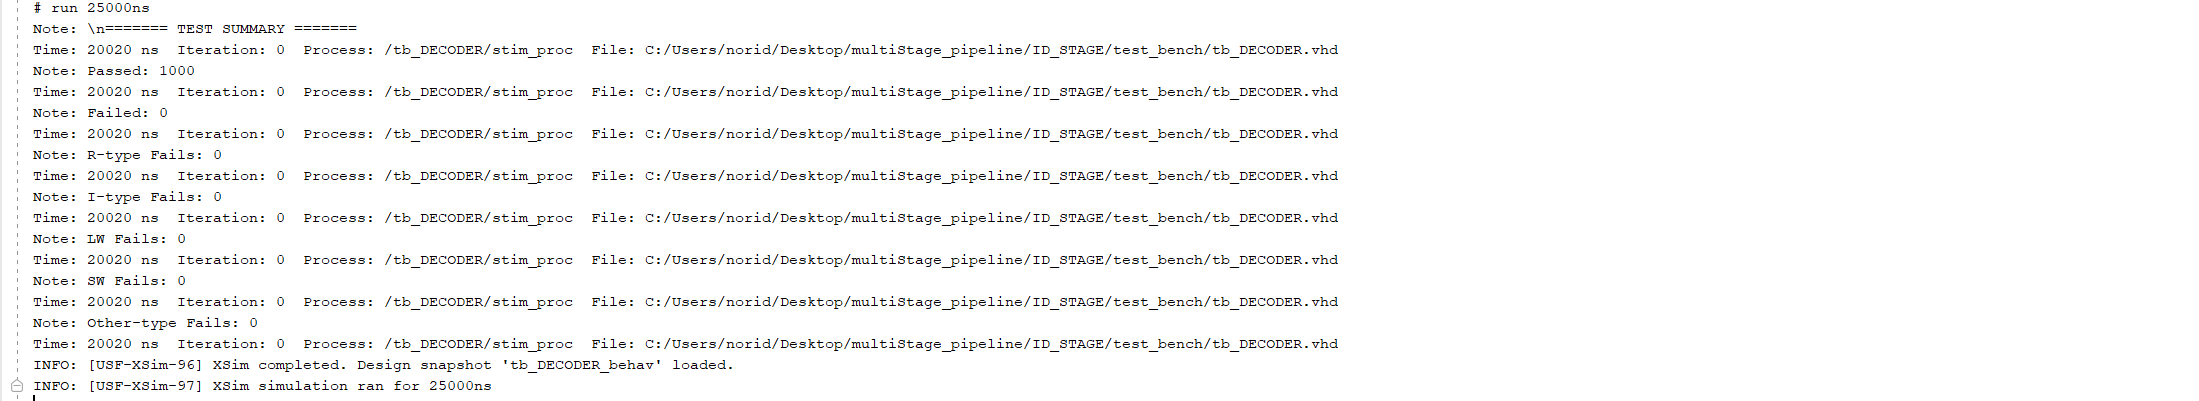 # run 25000ns
Note: \n======= TEST SUMMARY =======
Time: 20020 ns  Iteration: 0  Process: /tb_DECODER/stim_proc  File: C:/Users/norid/Desktop/multiStage_pipeline/ID_STAGE/test_bench/tb_DECODER.vhd
Note: Passed: 1000
Time: 20020 ns  Iteration: 0  Process: /tb_DECODER/stim_proc  File: C:/Users/norid/Desktop/multiStage_pipeline/ID_STAGE/test_bench/tb_DECODER.vhd
Note: Failed: 0
Time: 20020 ns  Iteration: 0  Process: /tb_DECODER/stim_proc  File: C:/Users/norid/Desktop/multiStage_pipeline/ID_STAGE/test_bench/tb_DECODER.vhd
Note: R-type Fails: 0
Time: 20020 ns  Iteration: 0  Process: /tb_DECODER/stim_proc  File: C:/Users/norid/Desktop/multiStage_pipeline/ID_STAGE/test_bench/tb_DECODER.vhd
Note: I-type Fails: 0
Time: 20020 ns  Iteration: 0  Process: /tb_DECODER/stim_proc  File: C:/Users/norid/Desktop/multiStage_pipeline/ID_STAGE/test_bench/tb_DECODER.vhd
Note: LW Fails: 0
Time: 20020 ns  Iteration: 0  Process: /tb_DECODER/stim_proc  File: C:/Users/norid/Desktop/multiStage_pipeline/ID_STAGE/test_bench/tb_DECODER.vhd
Note: SW Fails: 0
Time: 20020 ns  Iteration: 0  Process: /tb_DECODER/stim_proc  File: C:/Users/norid/Desktop/multiStage_pipeline/ID_STAGE/test_bench/tb_DECODER.vhd
Note: Other-type Fails: 0
Time: 20020 ns  Iteration: 0  Process: /tb_DECODER/stim_proc  File: C:/Users/norid/Desktop/multiStage_pipeline/ID_STAGE/test_bench/tb_DECODER.vhd
INFO: [USF-XSim-96] XSim completed. Design snapshot 'tb_DECODER_behav' loaded.
INFO: [USF-XSim-97] XSim simulation ran for 25000ns